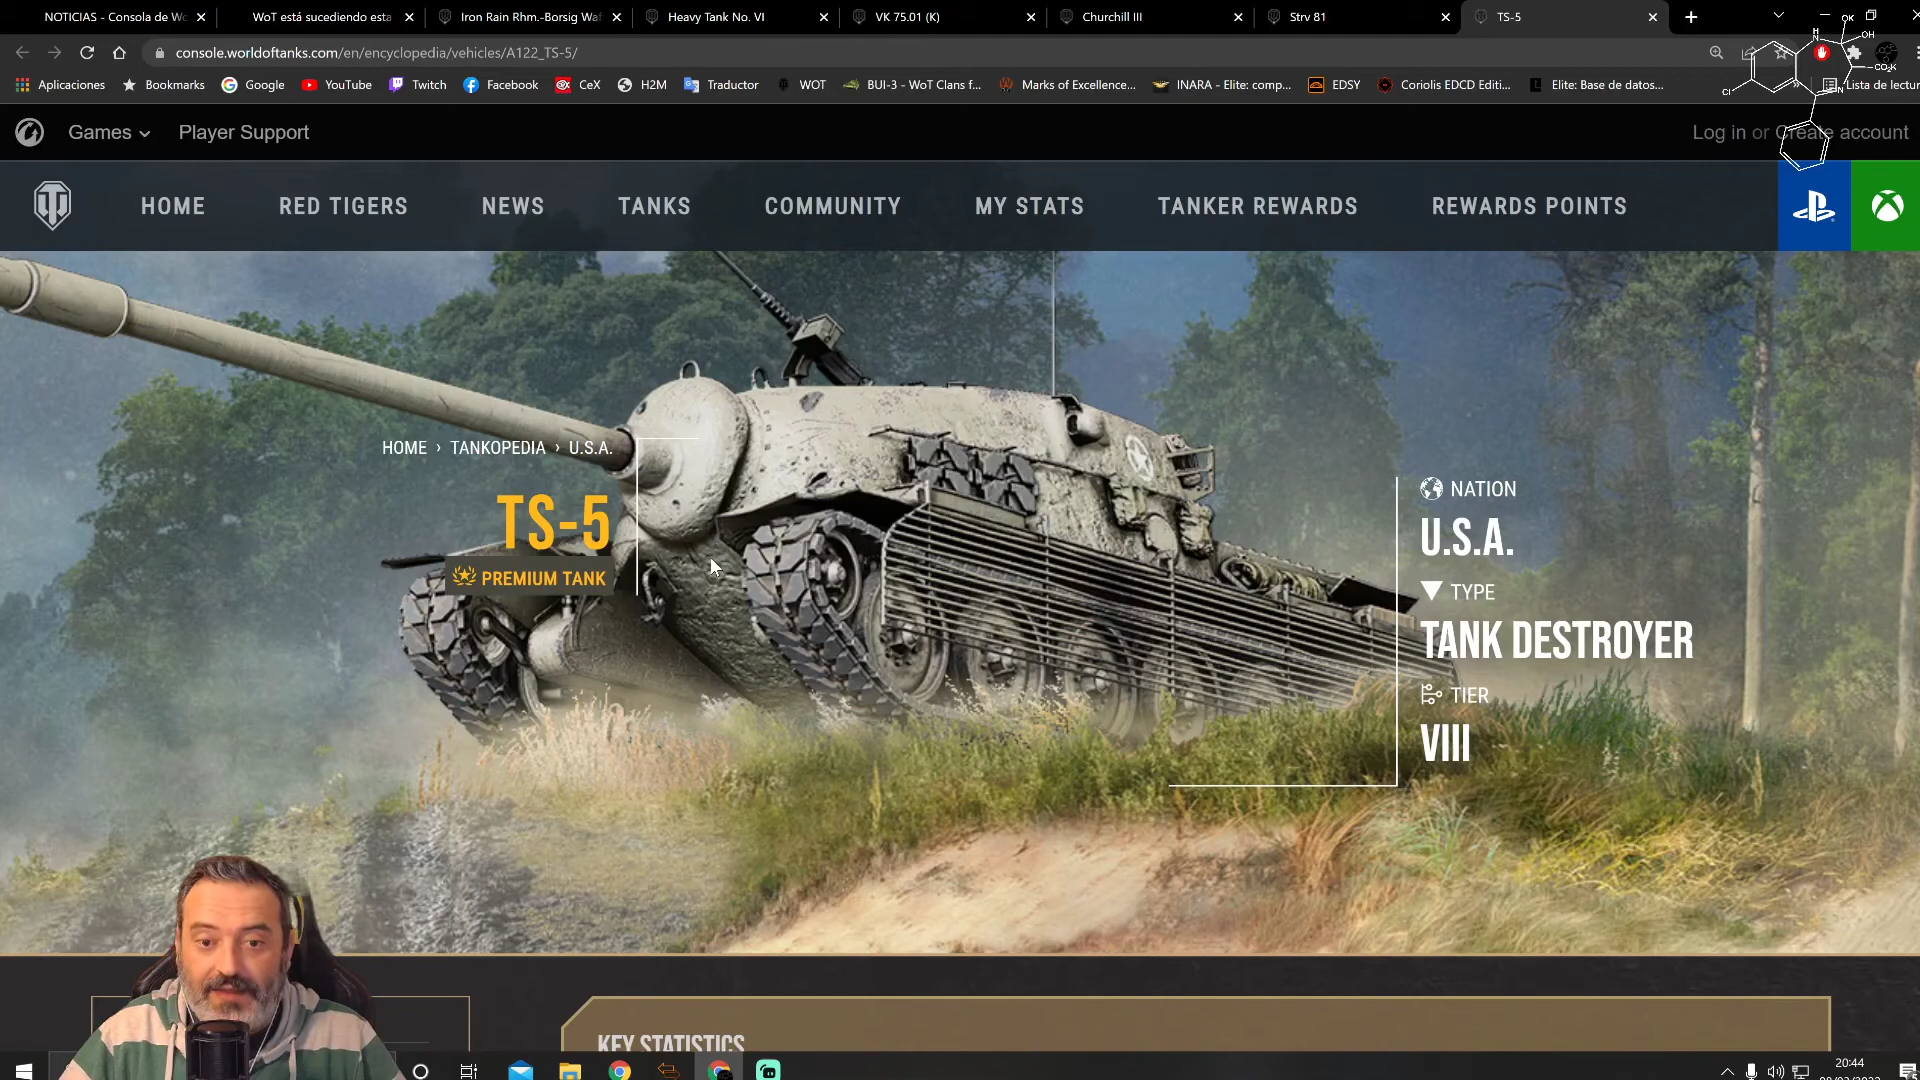 NOTICIAS - Consola de Wo
WoT está sucediendo esta
Iron Rain Rhm.-Borsig Waf
Heavy Tank No. VI
VK 75.01 (K)
Churchill III
Strv 81
TS-5
console.worldoftanks.com/en/encyclopedia/vehicles/A122_TS-5/
Aplicaciones
Bookmarks
Google
YouTube
Twitch
Facebook
CeX
H2M
Traductor
WOT
BUI-3 - WoT Clans f...
Marks of Excellence...
INARA - Elite: comp...
EDSY
Coriolis EDCD Editi...
Elite: Base de datos...
Lista de lectur
OK
H
N
OH
CO₂K
N
Cl
Games
Player Support
Log in or Create account
HOME
RED TIGERS
NEWS
TANKS
COMMUNITY
MY STATS
TANKER REWARDS
REWARDS POINTS
HOME › TANKOPEDIA › U.S.A.
TS-5
PREMIUM TANK
NATION
U.S.A.
TYPE
TANK DESTROYER
TIER
VIII
KEY STATISTICS
20:44